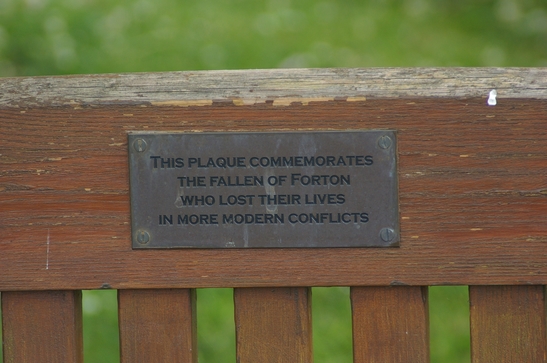 THIS PLAQUE COMMEMORATES
THE FALLEN OF FORTON
WHO LOST THEIR LIVES
IN MORE MODERN CONFLICTS